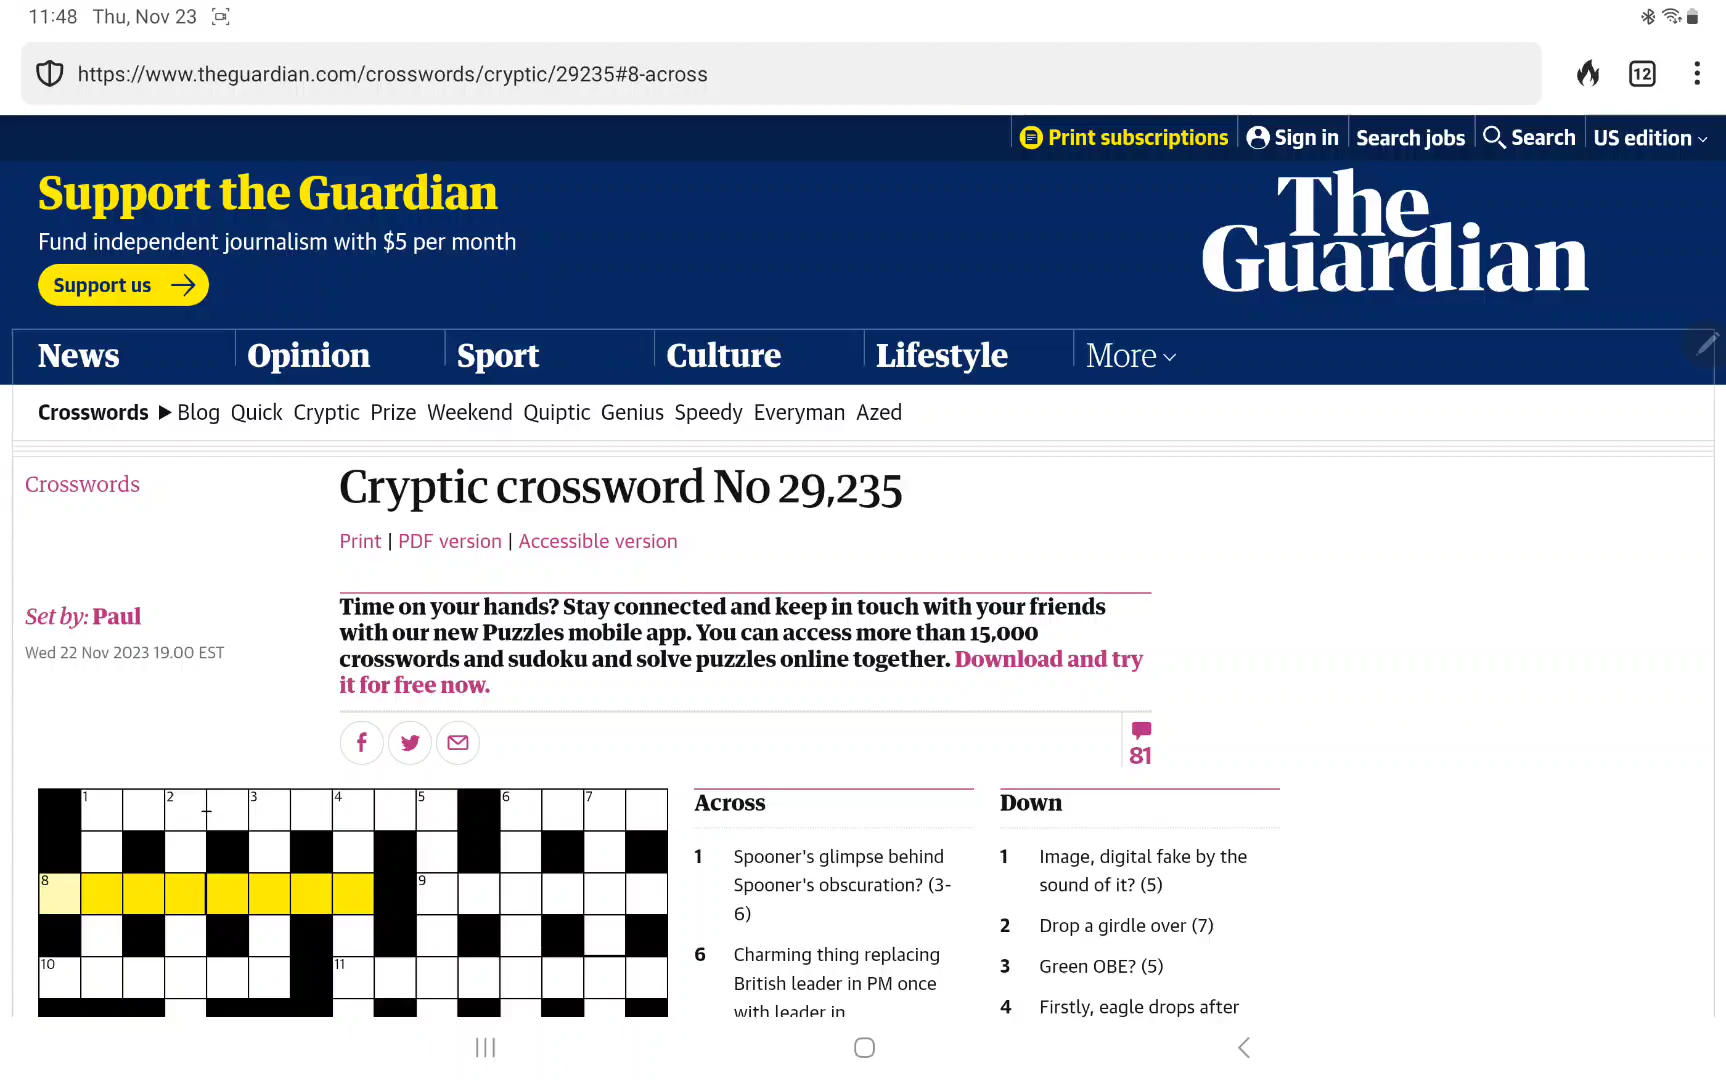 11:48 Thu, Nov 23
https://www.theguardian.com/crosswords/cryptic/29235#8-across
12
Print subscriptions
Sign in
Search jobs
Search
US edition
Support the Guardian
Fund independent journalism with $5 per month
Support us
The
Guardian
News Opinion Sport Culture Lifestyle More
Crosswords Blog Quick Cryptic Prize Weekend Quiptic Genius Speedy Everyman Azed
Crosswords
Cryptic crossword No 29,235
Print | PDF version | Accessible version
Set by: Paul
Wed 22 Nov 2023 19.00 EST
Time on your hands? Stay connected and keep in touch with your friends
with our new Puzzles mobile app. You can access more than 15,000
crosswords and sudoku and solve puzzles online together. Download and try
it for free now.
81
1 2 3 4 5 6 7
8 9
10 11
Across
1 Spooner's glimpse behind
Spooner's obscuration? (3-
6)
6 Charming thing replacing
British leader in PM once
with leader in
Down
1 Image, digital fake by the
sound of it? (5)
2 Drop a girdle over (7)
3 Green OBE? (5)
4 Firstly, eagle drops after